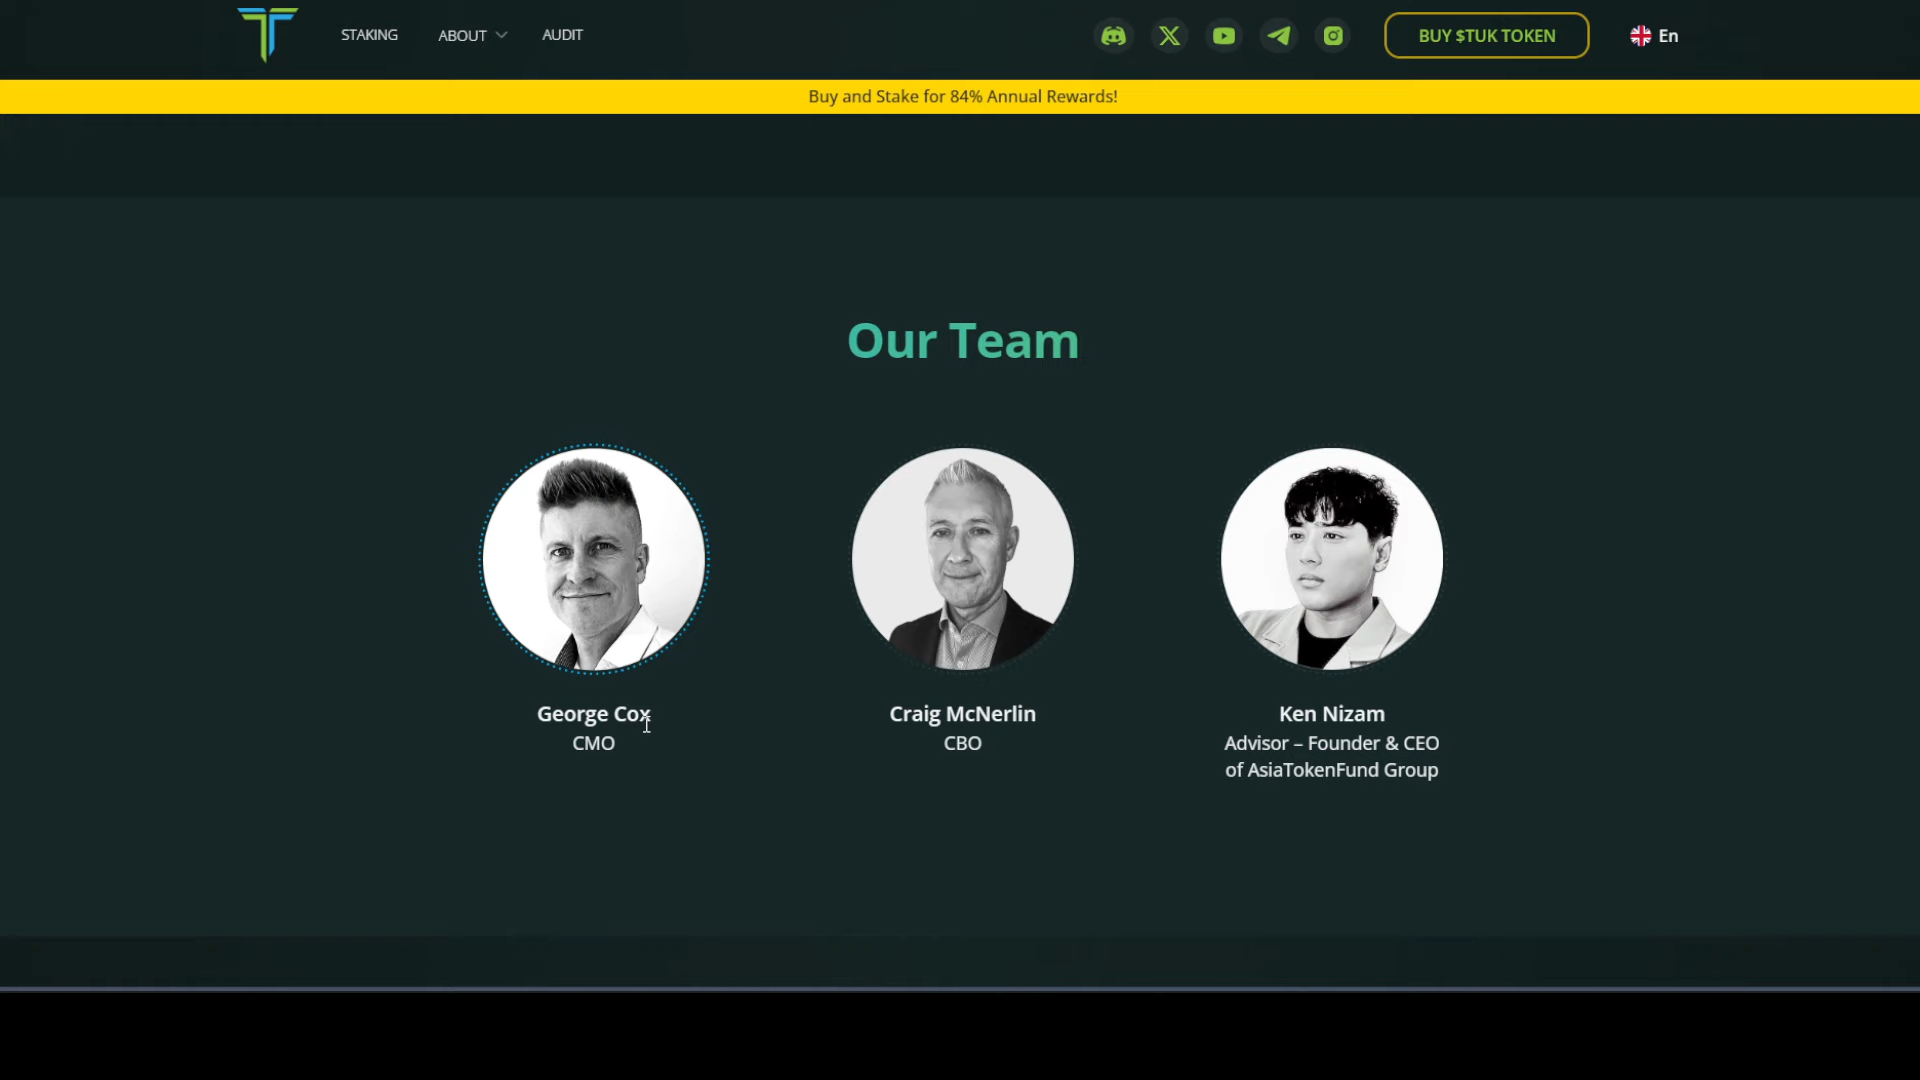 STAKING
ABOUT
AUDIT
BUY $TUK TOKEN
En
Buy and Stake for 84% Annual Rewards!
Our Team
George Cox
CMO
Craig McNerlin
CBO
Ken Nizam
Advisor – Founder & CEO
of AsiaTokenFund Group